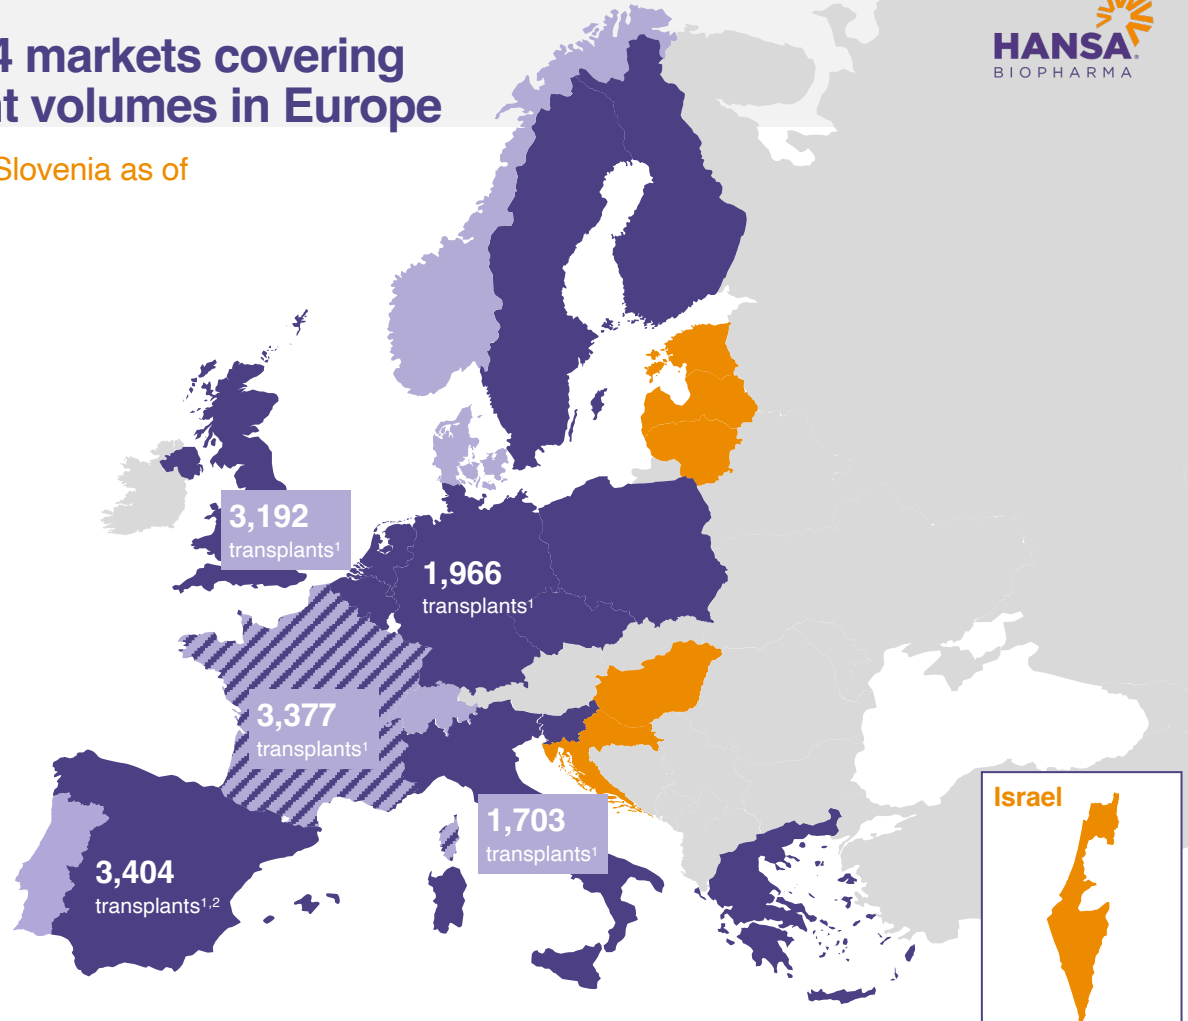 4 markets covering
t volumes in Europe
Slovenia as of
HANSA
BIOPHARMA
3,192
transplants¹
1,966
transplants¹
3,377
transplants¹
1,703
transplants¹
3,404
transplants¹,²
Israel